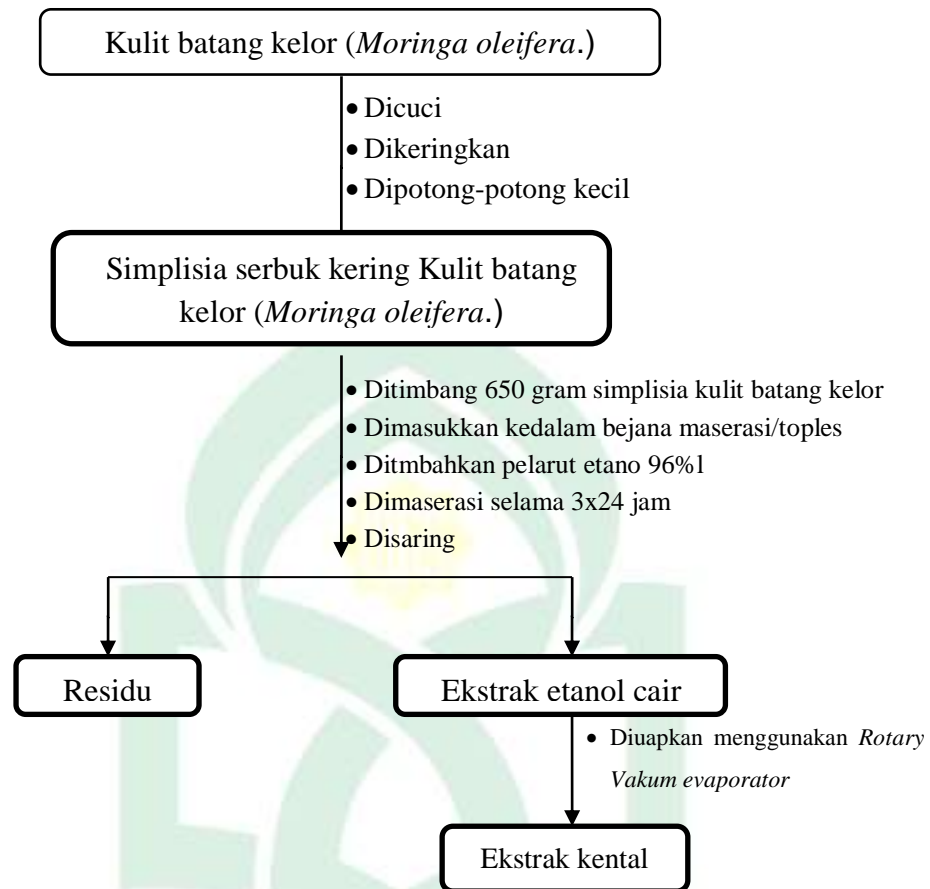 Kulit batang kelor (Moringa oleifera.)
• Dicuci
• Dikeringkan
• Dipotong-potong kecil
Simplisia serbuk kering Kulit batang
kelor (Moringa oleifera.)
• Ditimbang 650 gram simplisia kulit batang kelor
• Dimasukkan kedalam bejana maserasi/toples
• Ditmbahkan pelarut etano 96%l
• Dimaserasi selama 3x24 jam
• Disaring
Residu
Ekstrak etanol cair
• Diuapkan menggunakan Rotary
Vakum evaporator
Ekstrak kental